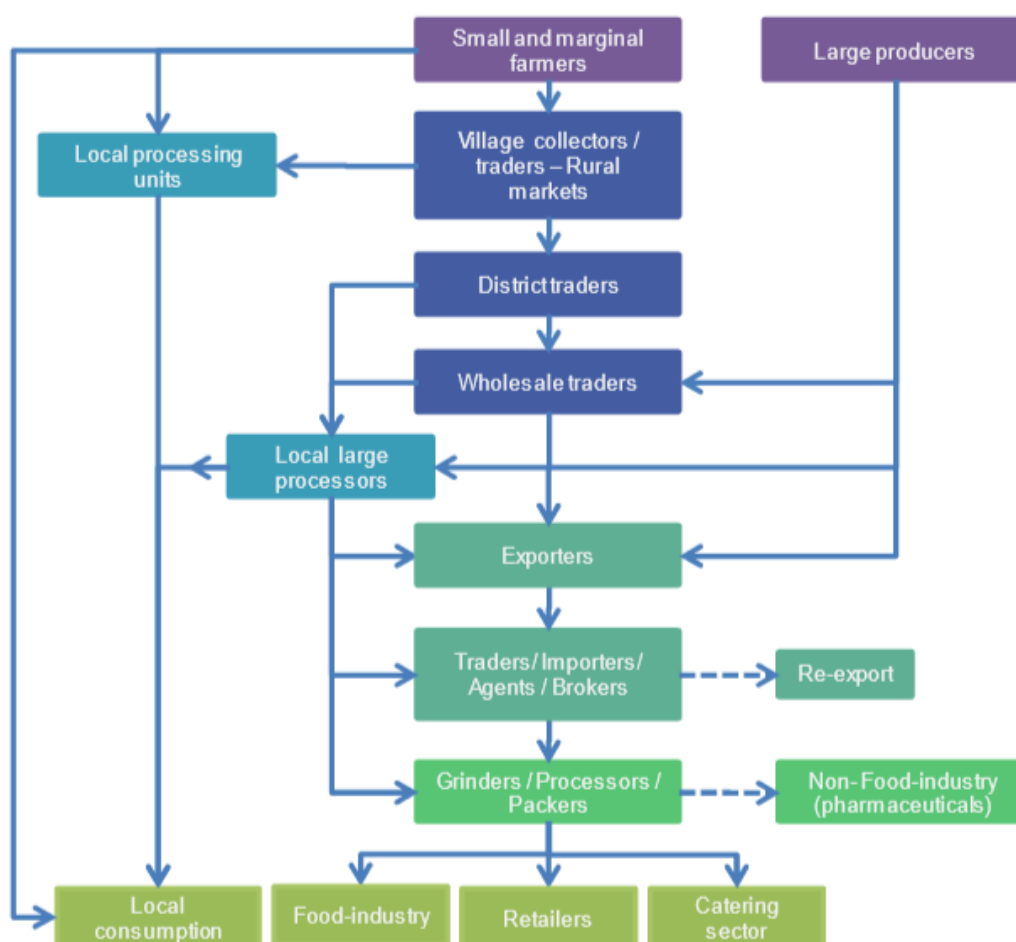 Small and marginal
farmers
Large producers
Local processing
units
Village collectors /
traders – Rural
markets
District traders
Wholesale traders
Local large
processors
Exporters
Traders / Importers /
Agents / Brokers
Re-export
Grinders / Processors /
Packers
Non-Food-industry
(pharmaceuticals)
Local
consumption
Food-industry
Retailers
Catering
sector